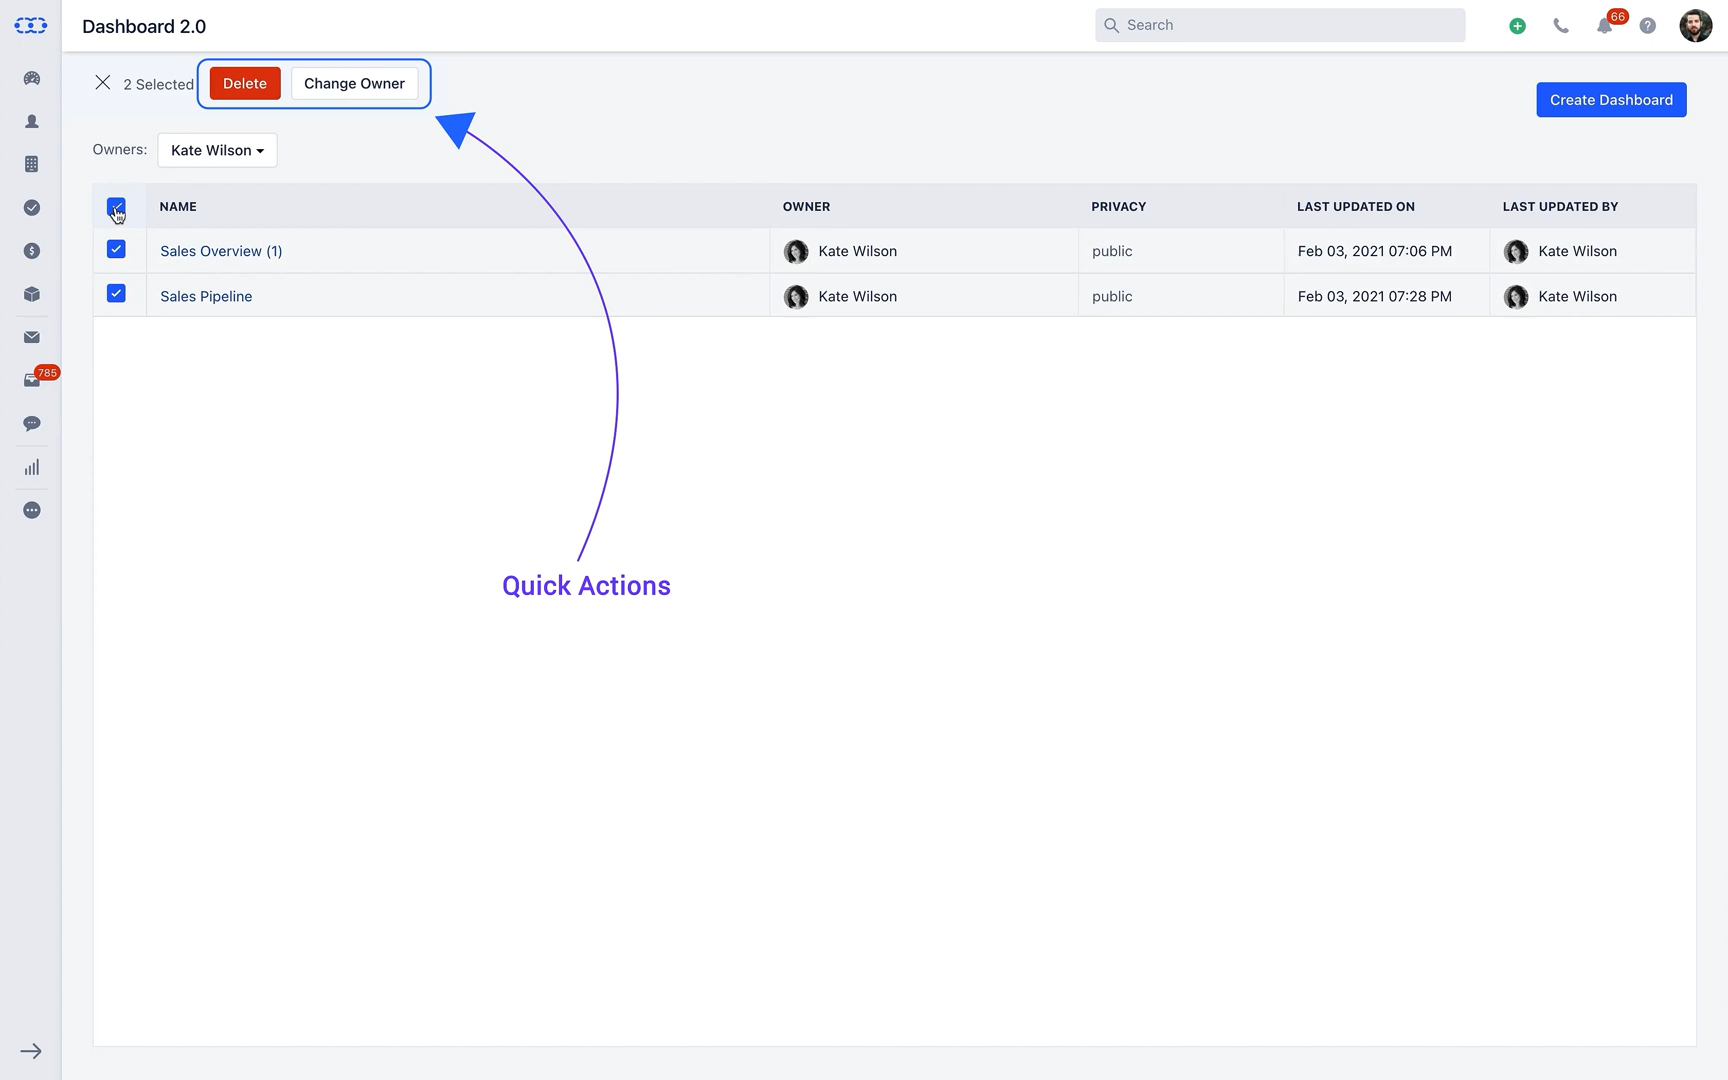 Dashboard 2.0
Search
66
2 Selected Delete Change Owner
Create Dashboard
Owners: Kate Wilson
NAME OWNER PRIVACY LAST UPDATED ON LAST UPDATED BY
Sales Overview (1) Kate Wilson public Feb 03, 2021 07:06 PM Kate Wilson
Sales Pipeline Kate Wilson public Feb 03, 2021 07:28 PM Kate Wilson
785
Quick Actions